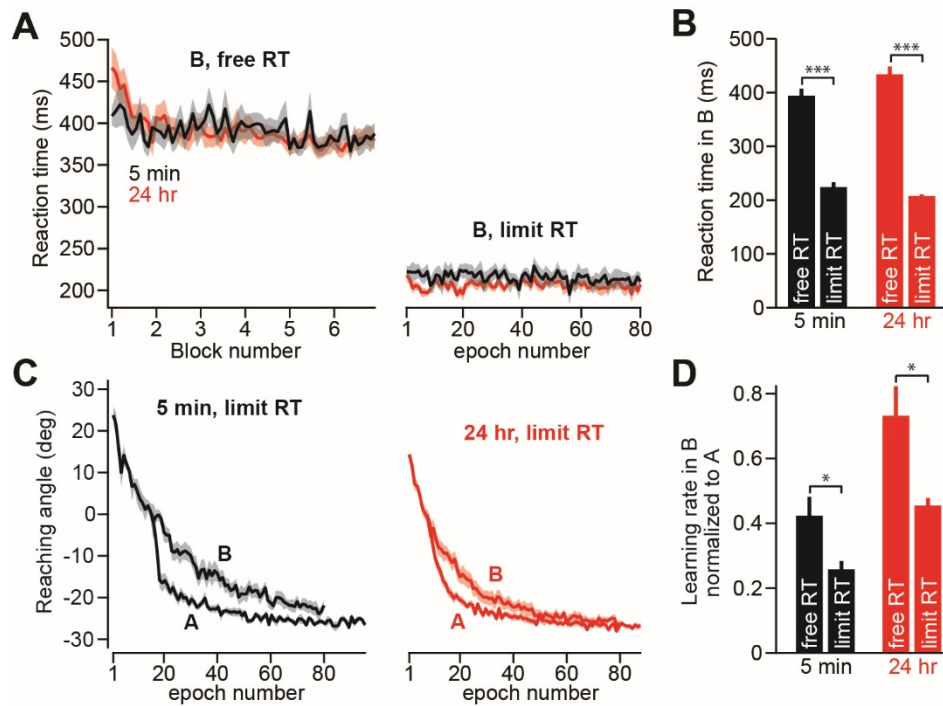 A
500
450
400
350
300
250
200
Reaction time (ms)
B, free RT
5 min
24 hr
1 2 3 4 5 6
Block number
B, limit RT
1 20 40 60 80
epoch number
B
500
400
300
200
100
0
Reaction time in B (ms)
***
***
free RT
limit RT
free RT
limit RT
5 min
24 hr
C
30
20
10
0
-10
-20
-30
Reaching angle (deg)
5 min, limit RT
B
A
1 20 40 60 80
epoch number
24 hr, limit RT
B
A
1 20 40 60 80
epoch number
D
0.8
0.6
0.4
0.2
0
Learning rate in B
normalized to A
*
*
free RT
limit RT
free RT
limit RT
5 min
24 hr